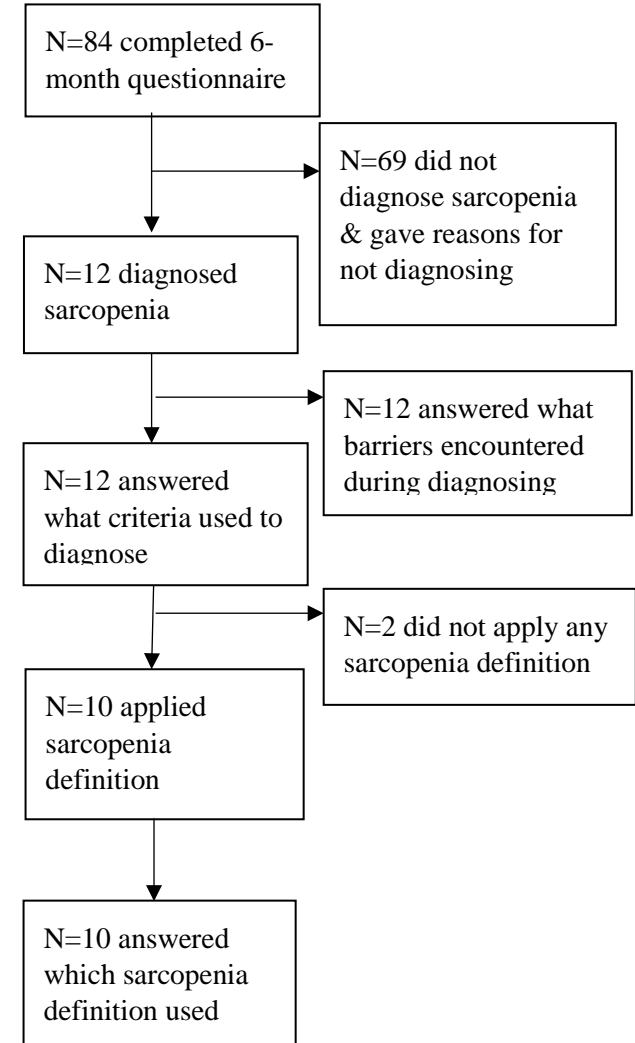 N=84 completed 6-
month questionnaire
N=69 did not
diagnose sarcopenia
& gave reasons for
not diagnosing
N=12 diagnosed
sarcopenia
N=12 answered what
barriers encountered
during diagnosing
N=12 answered
what criteria used to
diagnose
N=2 did not apply any
sarcopenia definition
N=10 applied
sarcopenia
definition
N=10 answered
which sarcopenia
definition used